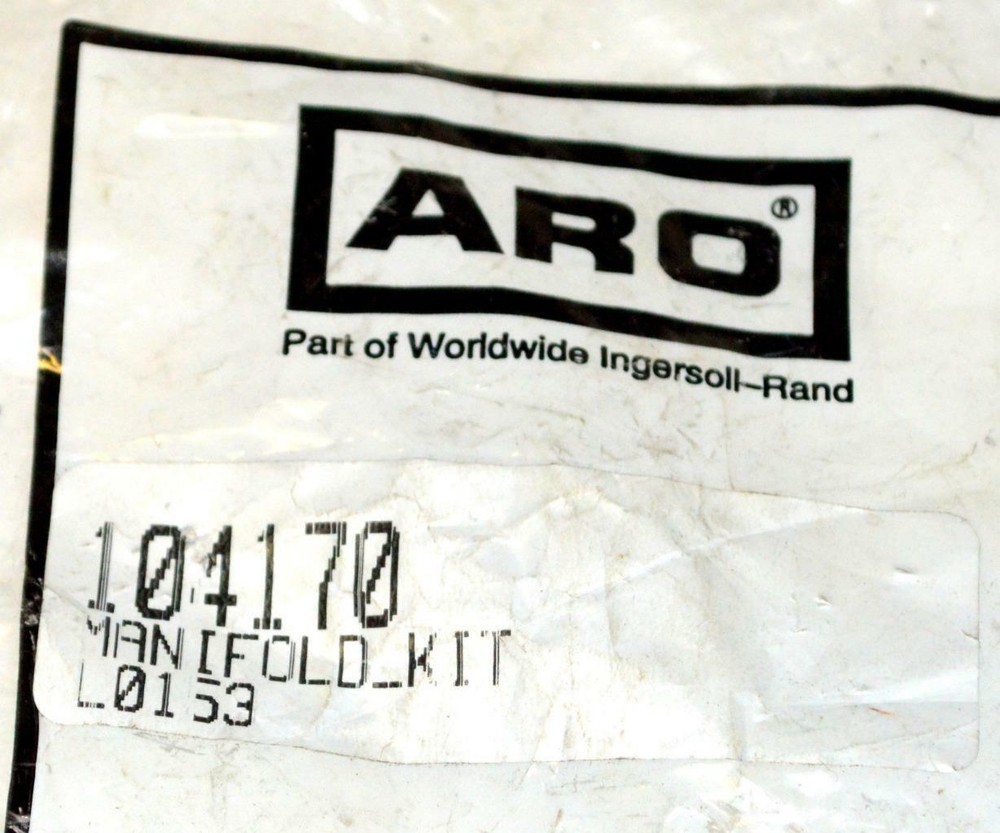 ARO®
Part of Worldwide Ingersoll–Rand
104170
MANIFOLD_KIT
L0153